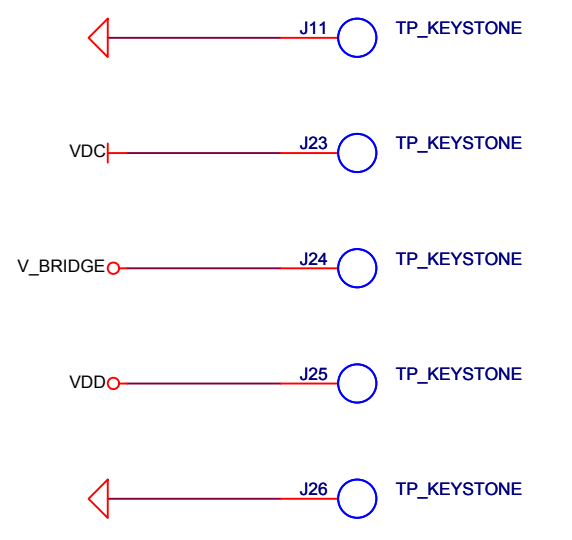 J11 TP_KEYSTONE
VDC J23 TP_KEYSTONE
V_BRIDGE J24 TP_KEYSTONE
VDD J25 TP_KEYSTONE
J26 TP_KEYSTONE